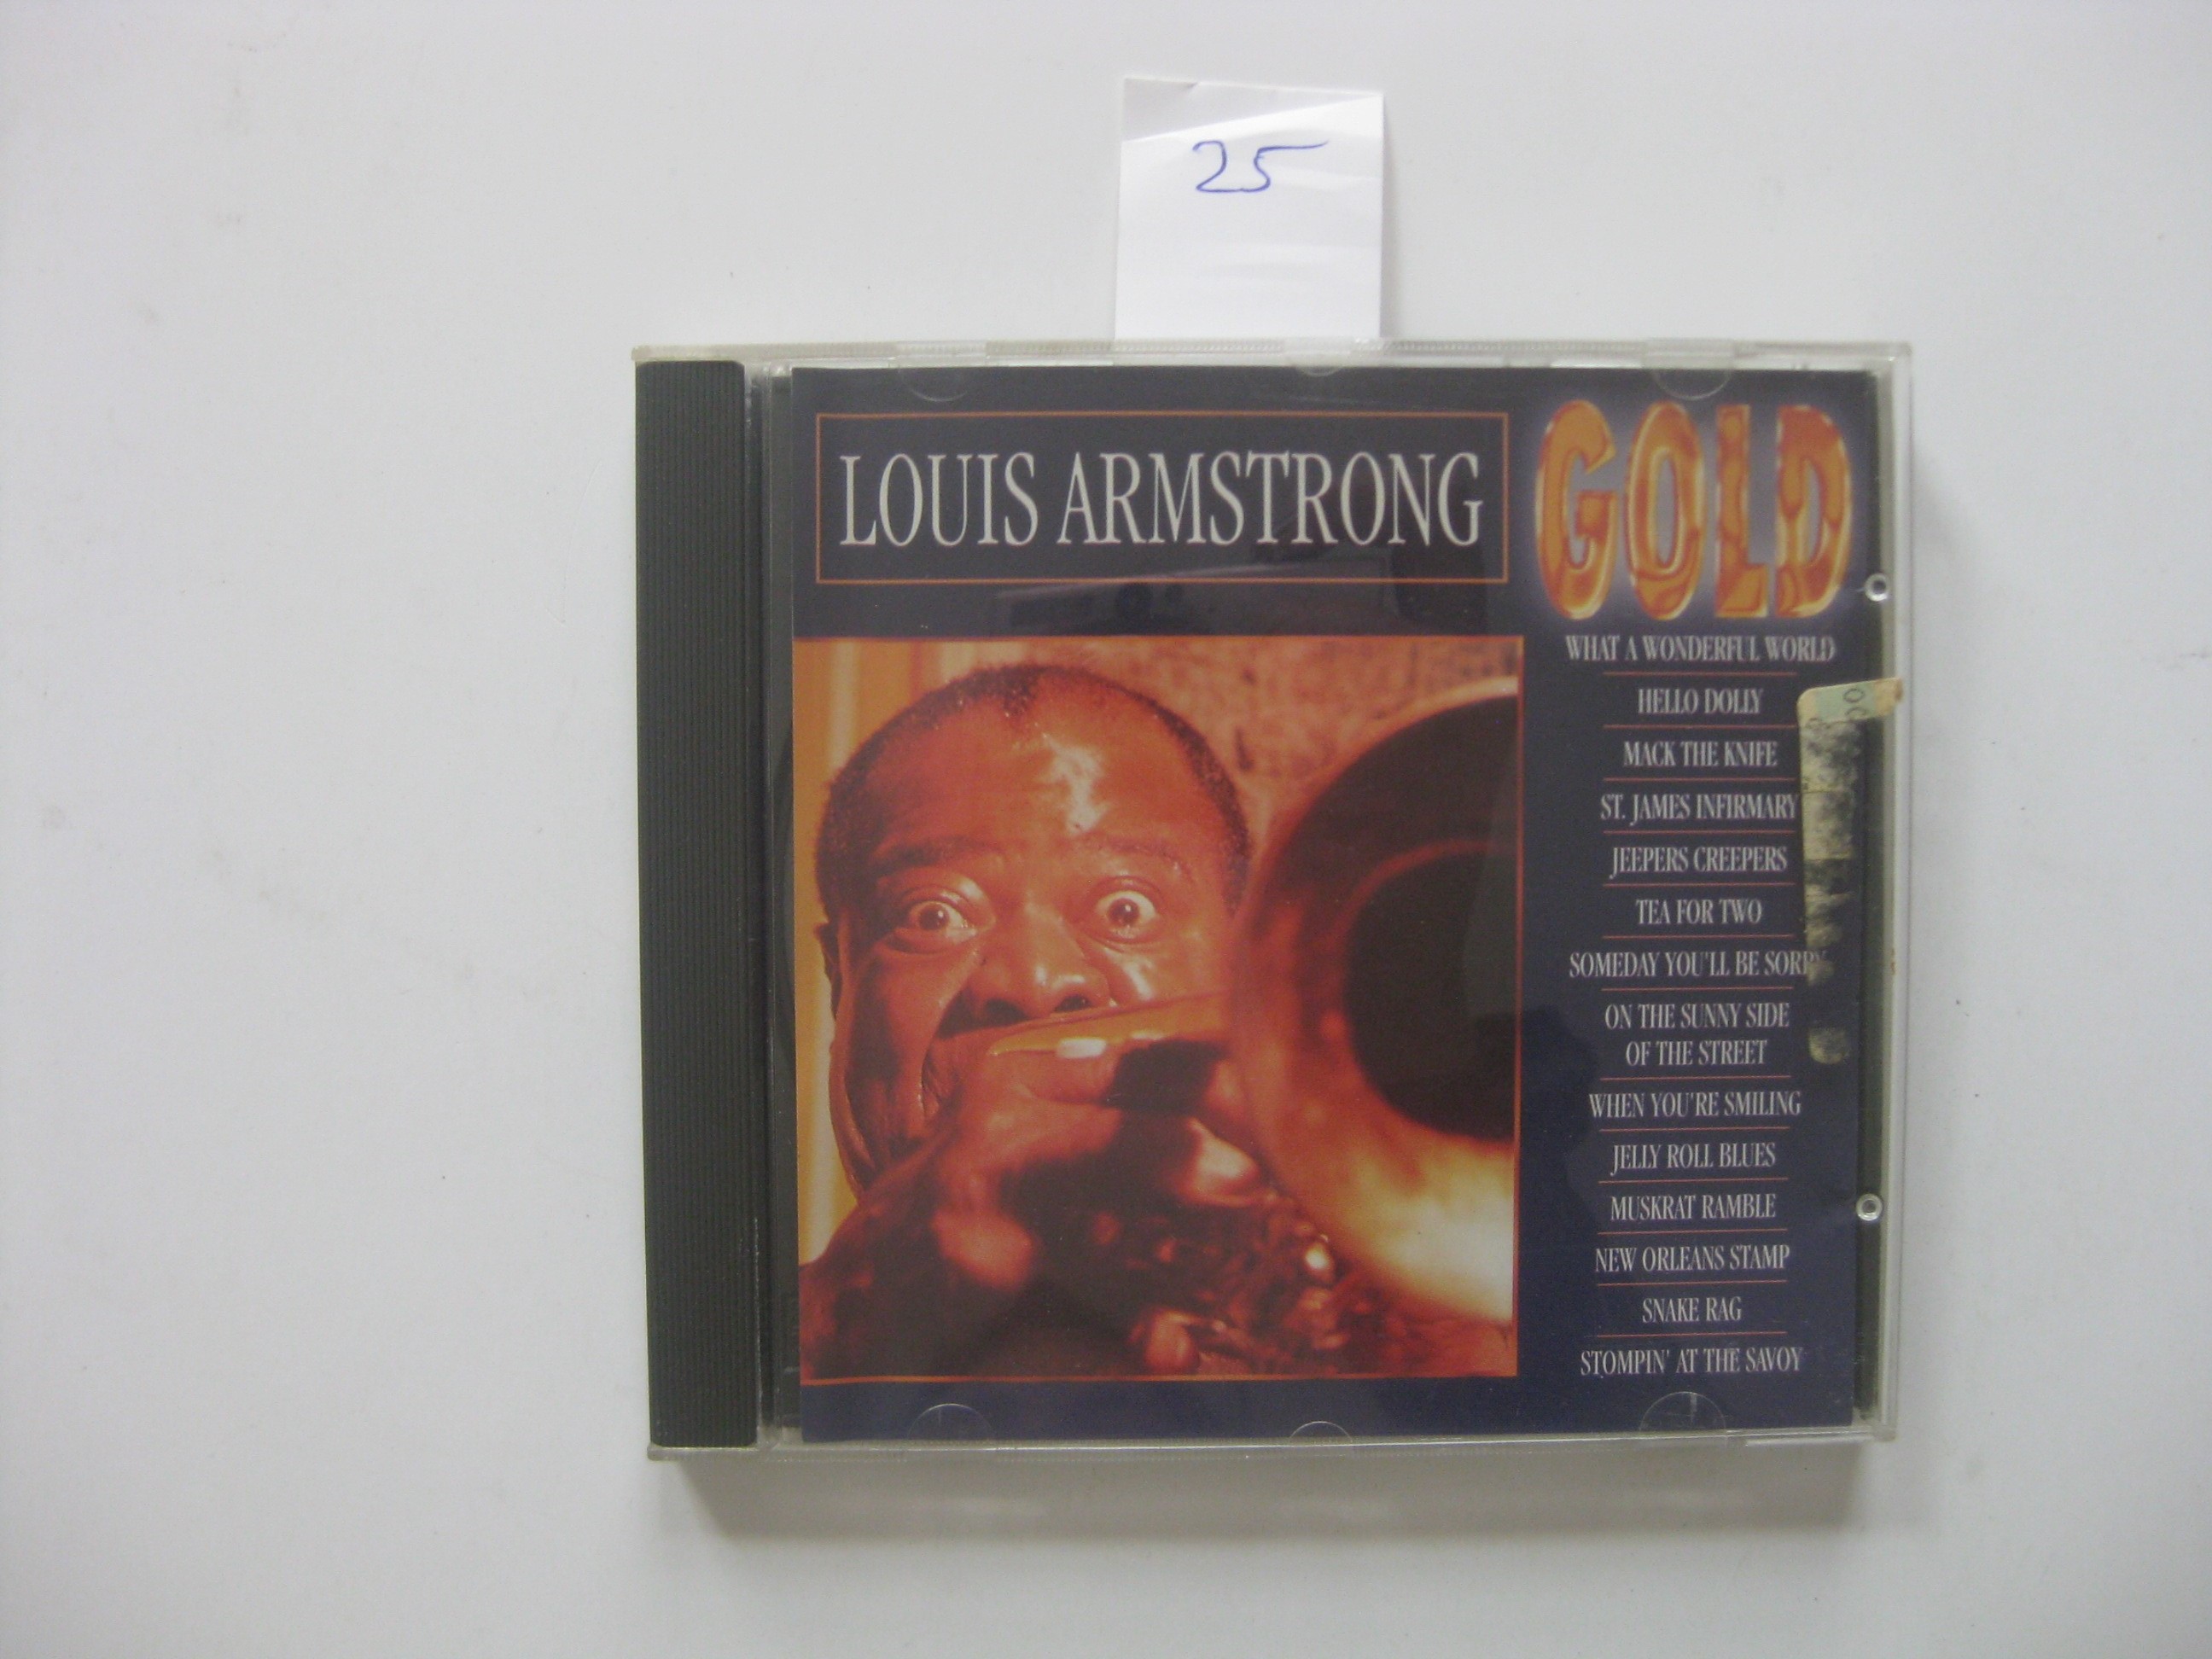 25
LOUIS ARMSTRONG
GOLD
WHAT A WONDERFUL WORLD
HELLO DOLLY
MACK THE KNIFE
ST. JAMES INFIRMARY
JEEPERS CREEPERS
TEA FOR TWO
SOMEDAY YOU'LL BE SORRY
ON THE SUNNY SIDE
OF THE STREET
WHEN YOU'RE SMILING
JELLY ROLL BLUES
MUSKRAT RAMBLE
NEW ORLEANS STAMP
SNAKE RAG
STOMPIN' AT THE SAVOY